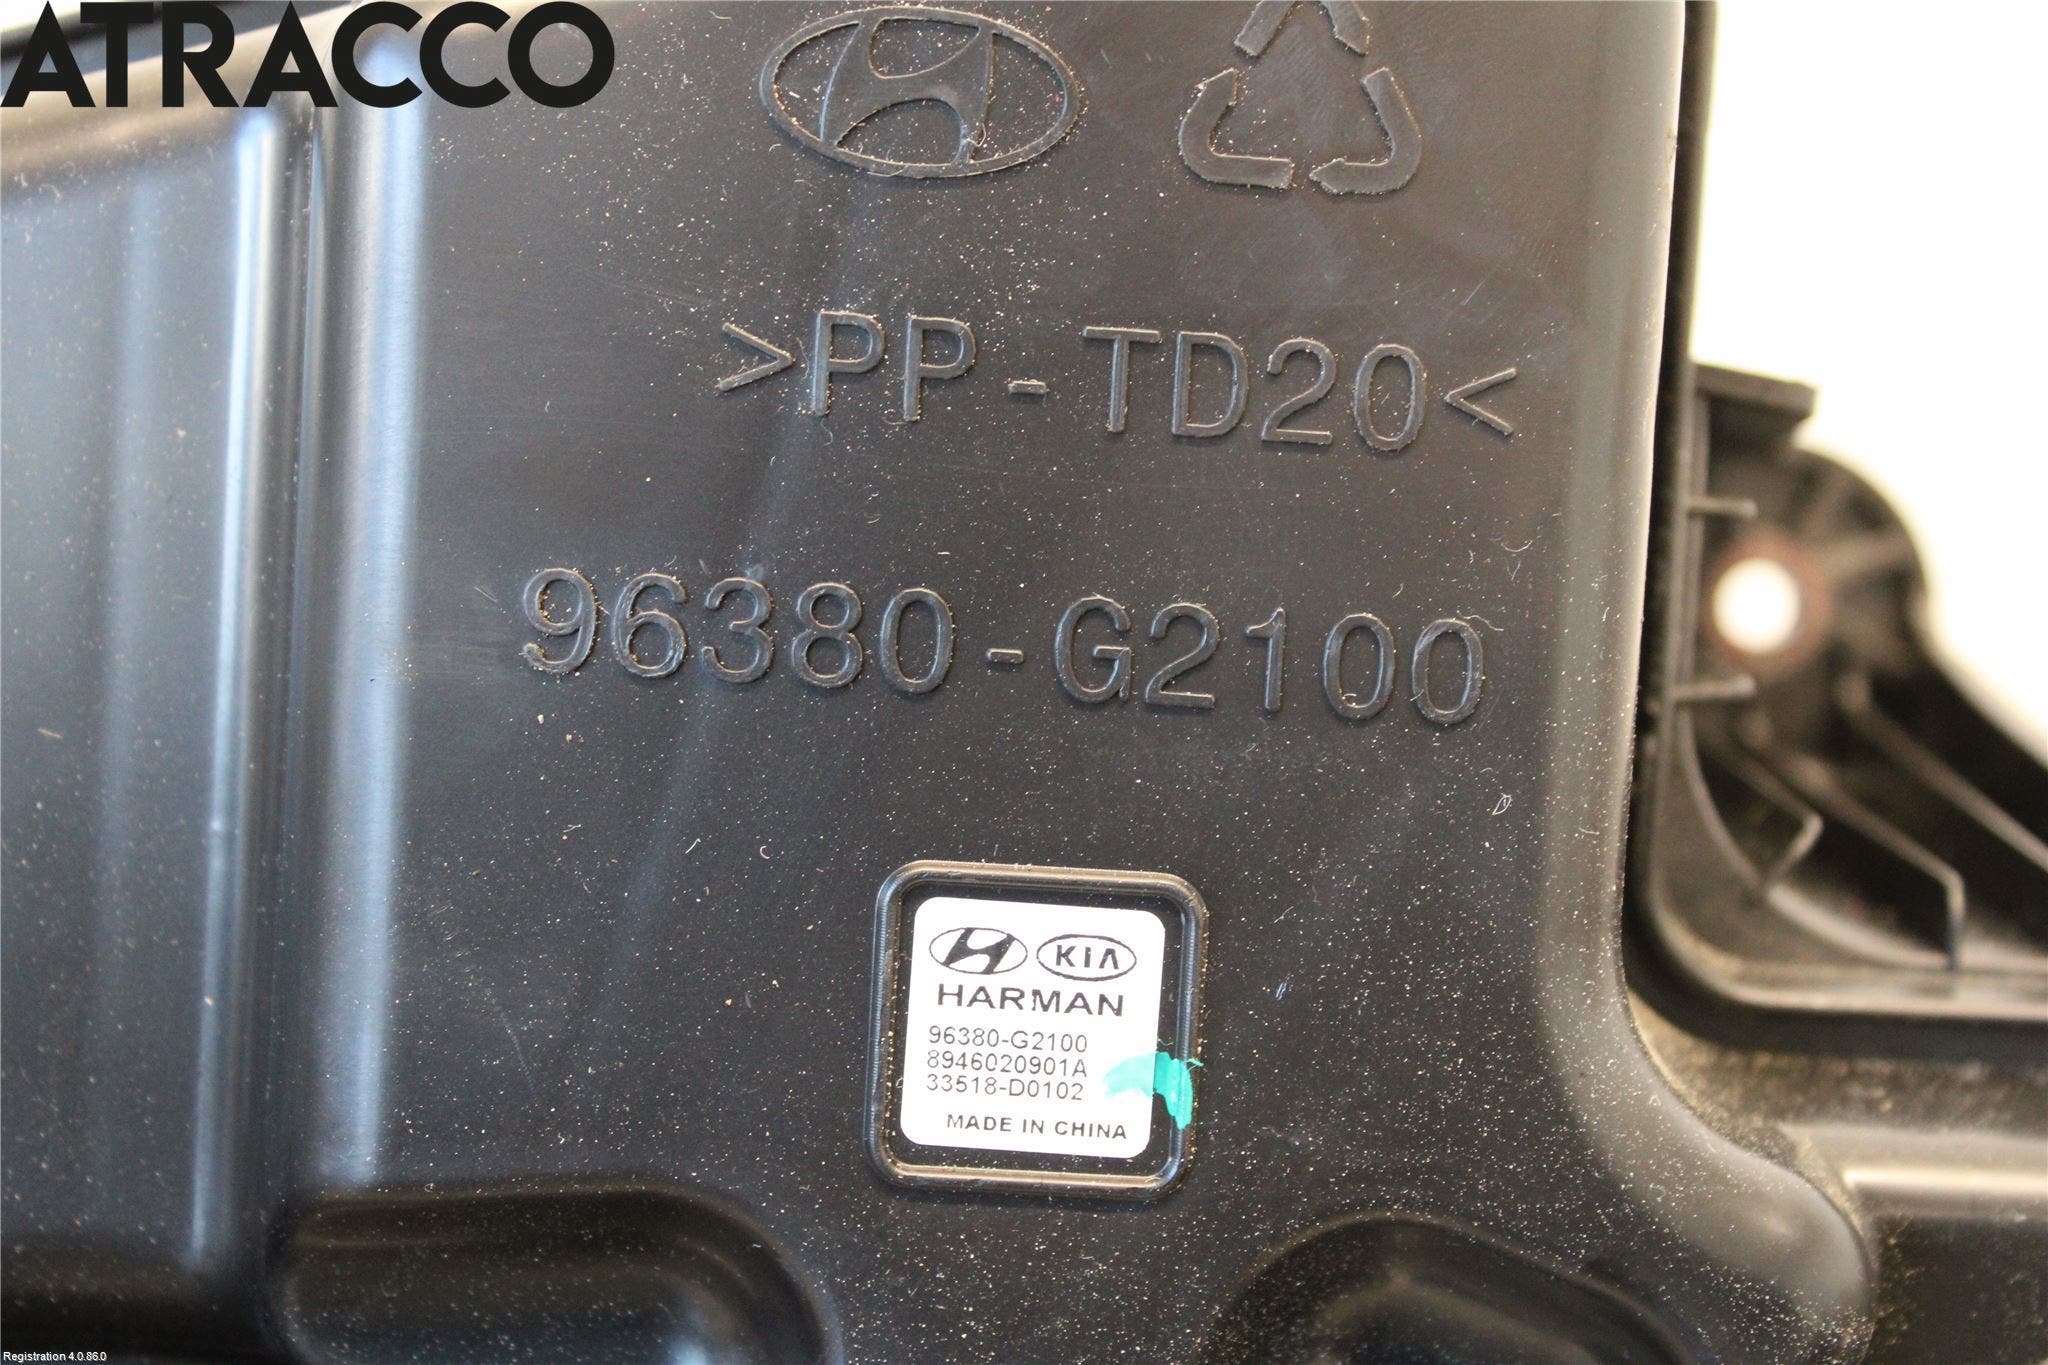 ATRACCO
>PP-TD20<
96380-G2100
KIA
HARMAN
96380-G2100
8946020901A
33518-D0102
MADE IN CHINA
Registration 4.0.86.0